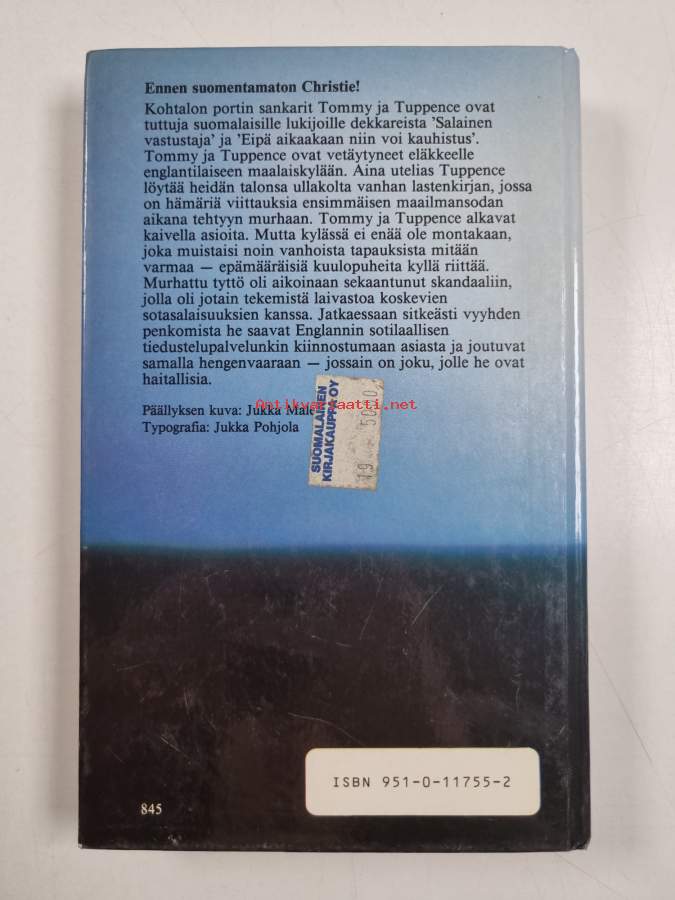 Ennen suomentamaton Christie!
Kohtalon portin sankarit Tommy ja Tuppence ovat
tuttuja suomalaisille lukijoille dekkareista 'Salainen
vastustaja' ja 'Eipä aikaakaan niin voi kauhistus'.
Tommy ja Tuppence ovat vetäytyneet eläkkeelle
englantilaiseen maalaiskylään. Aina utelias Tuppence
löytää heidän talonsa ullakolta vanhan lastenkirjan, jossa
on hämäriä viittauksia ensimmäisen maailmansodan
aikana tehtyyn murhaan. Tommy ja Tuppence alkavat
kaivella asioita. Mutta kylässä ei enää ole montakaan,
joka muistaisi noin vanhoista tapauksista mitään
varmaa — epämääräisiä kuulopuheita kyllä riittää.
Murhattu tyttö oli aikoinaan sekaantunut skandaaliin,
jolla oli jotain tekemistä laivastoa koskevien
sotasalaisuuksien kanssa. Jatkaessaan sitkeästi vyyhden
penkomista he saavat Englannin sotilaallisen
tiedustelupalvelunkin kiinnostumaan asiasta ja joutuvat
samalla hengenvaaraan — jossain on joku, jolle he ovat
haitallisia.
Antikvariaatti.net
Päällyksen kuva: Jukka
Typografia: Jukka Pohjola
SUOMALAINEN
KIRJAKAUPPA OY
ISBN 951-0-11755-2
845